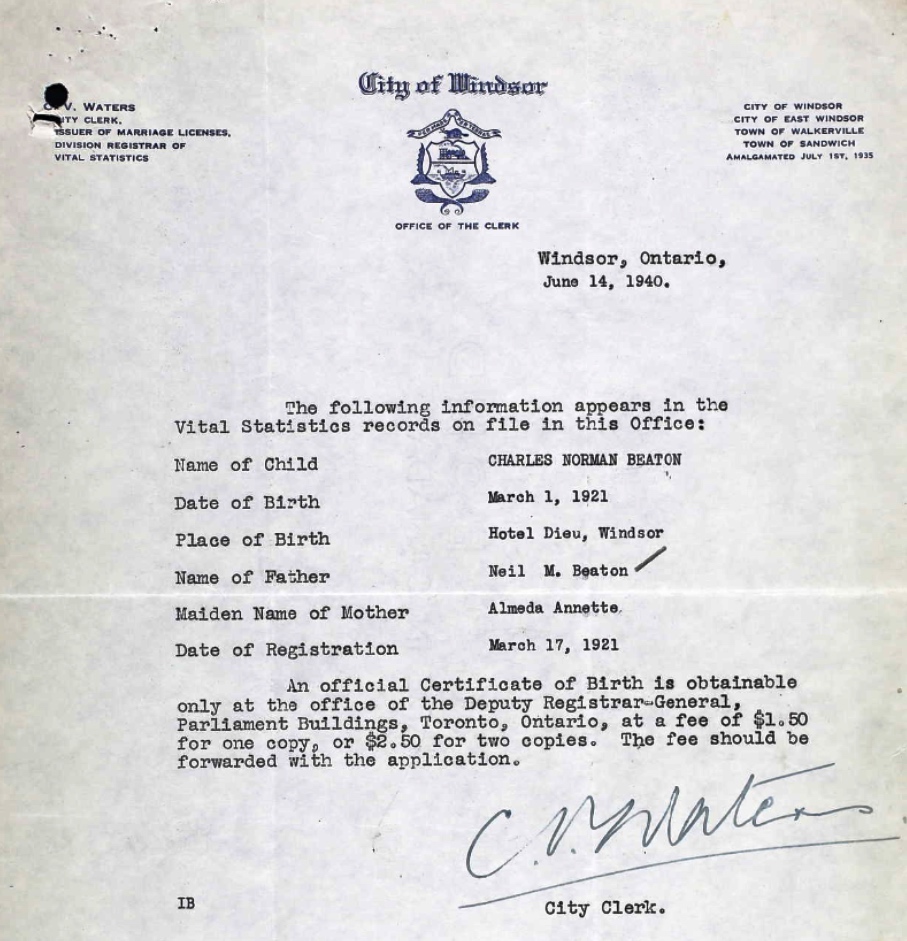 City of Windsor
C. V. WATERS
CITY CLERK,
ISSUER OF MARRIAGE LICENSES,
DIVISION REGISTRAR OF
VITAL STATISTICS
CITY OF WINDSOR
CITY OF EAST WINDSOR
TOWN OF WALKERVILLE
TOWN OF SANDWICH
AMALGAMATED JULY 1ST, 1935
OFFICE OF THE CLERK
Windsor, Ontario,
June 14, 1940.
The following information appears in the
Vital Statistics records on file in this Office:
Name of Child CHARLES NORMAN BEATON
Date of Birth March 1, 1921
Place of Birth Hotel Dieu, Windsor
Name of Father Neil M. Beaton
Maiden Name of Mother Almeda Annette
Date of Registration March 17, 1921
An official Certificate of Birth is obtainable
only at the office of the Deputy Registrar-General,
Parliament Buildings, Toronto, Ontario, at a fee of $1.50
for one copy, or $2.50 for two copies. The fee should be
forwarded with the application.
C. V. Waters
IB City Clerk.